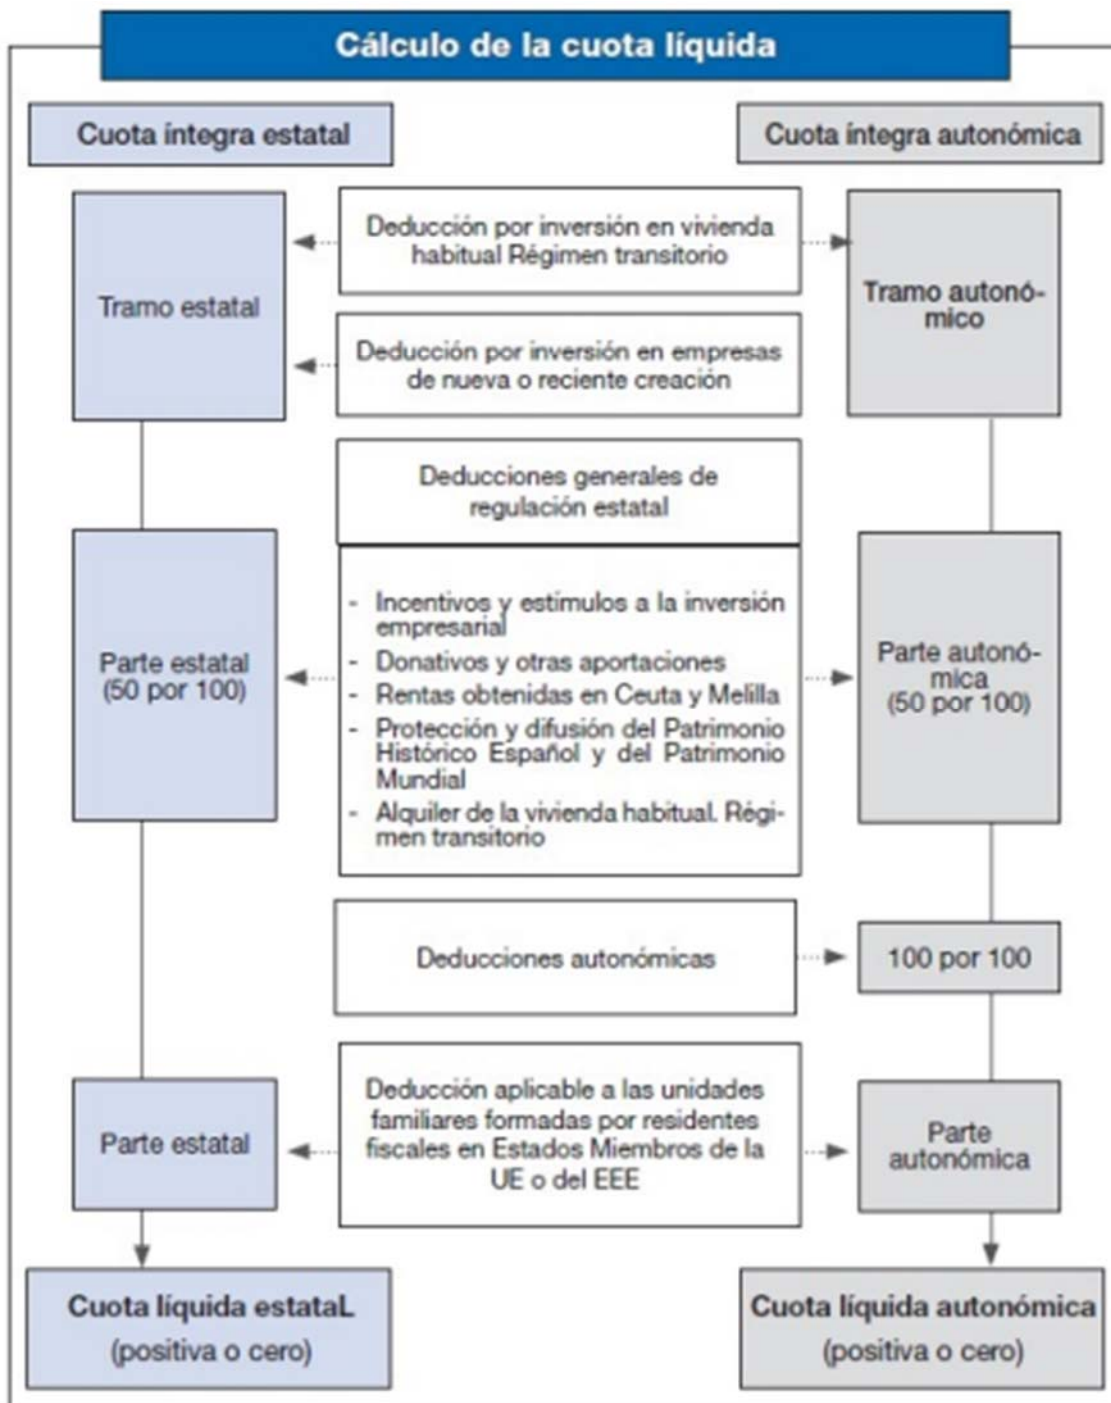 Cálculo de la cuota líquida
Cuota íntegra estatal
Cuota íntegra autonómica
Deducción por inversión en vivienda
habitual Régimen transitorio
Tramo estatal
Tramo autonó-
mico
Deducción por inversión en empresas
de nueva o reciente creación
Deducciones generales de
regulación estatal
Parte estatal
(50 por 100)
- Incentivos y estímulos a la inversión
empresarial
- Donativos y otras aportaciones
- Rentas obtenidas en Ceuta y Melilla
- Protección y difusión del Patrimonio
Histórico Español y del Patrimonio
Mundial
- Alquiler de la vivienda habitual. Régi-
men transitorio
Parte autonó-
mica
(50 por 100)
Deducciones autonómicas
100 por 100
Parte estatal
Deducción aplicable a las unidades
familiares formadas por residentes
fiscales en Estados Miembros de la
UE o del EEE
Parte
autonómica
Cuota líquida estataL
(positiva o cero)
Cuota líquida autonómica
(positiva o cero)